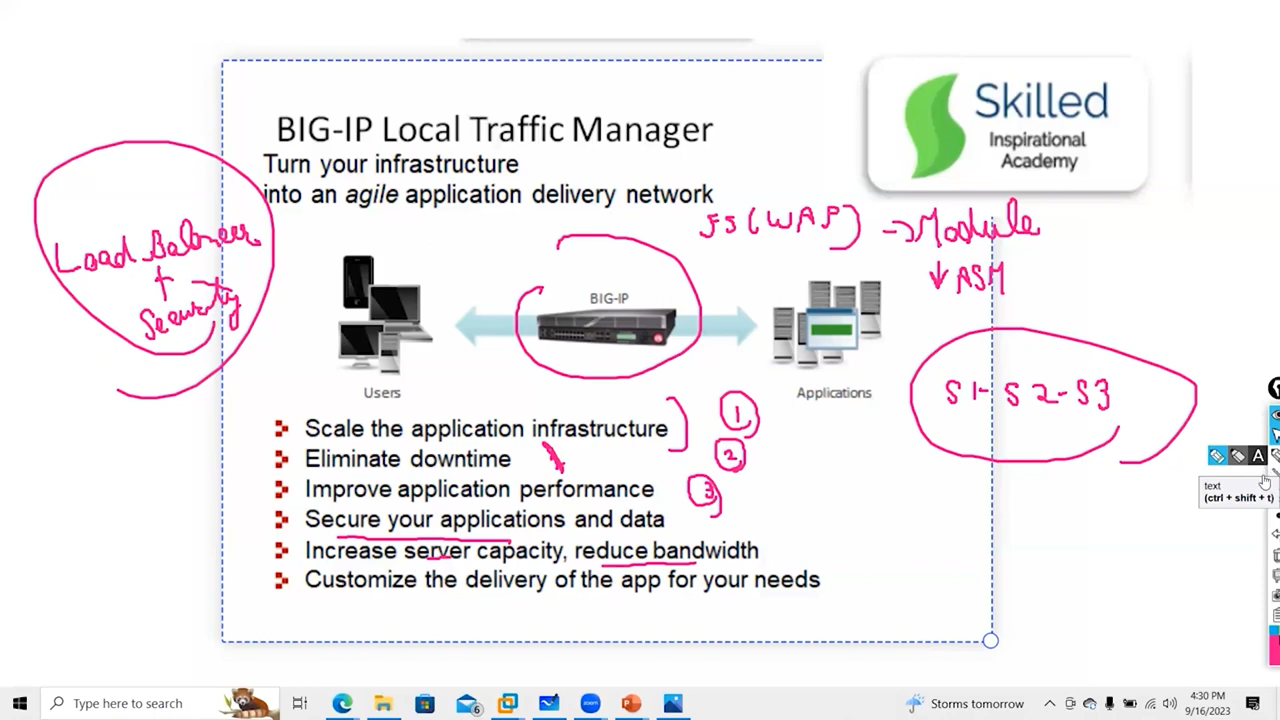 Skilled
Inspirational
Academy
BIG-IP Local Traffic Manager
Turn your infrastructure
into an agile application delivery network
Load Balancer
+
Security
→ Module
↓ ASM
BIG-IP
Users
Applications
S1- S2-S3
Scale the application infrastructure
1
Eliminate downtime
2
Improve application performance
3
Secure your applications and data
Increase server capacity, reduce bandwidth
Customize the delivery of the app for your needs
A
text
(ctrl + shift + t)
Type here to search
6
Storms tomorrow
4:30 PM
9/16/2023